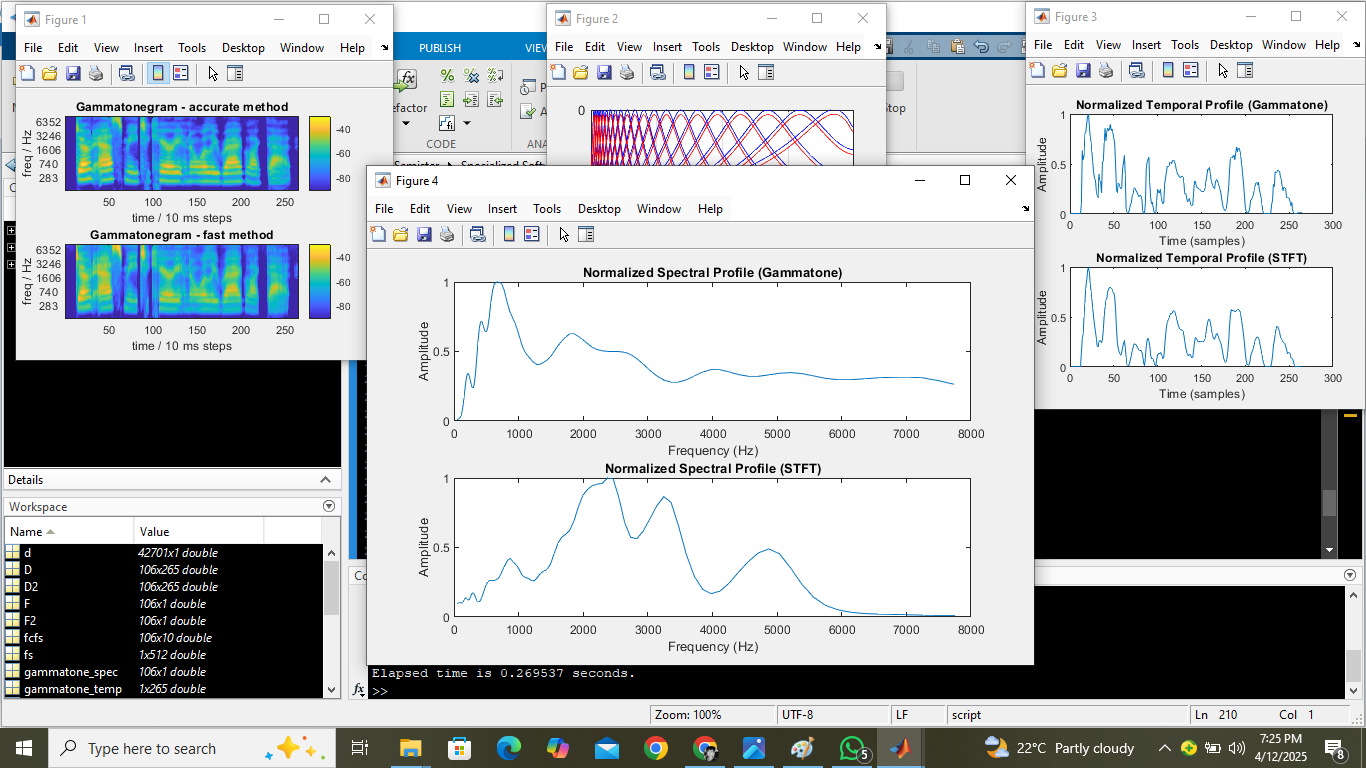 Figure 1
File Edit View Insert Tools Desktop Window Help
Gammatonegram - accurate method
freq / Hz
6352
3246
1606
740
283
50 100 150 200 250
time / 10 ms steps
-40
-60
-80
Gammatonegram - fast method
freq / Hz
6352
3246
1606
740
283
50 100 150 200 250
time / 10 ms steps
-40
-60
-80
PUBLISH
VIEW
efactor
CODE
ANA
Figure 2
File Edit View Insert Tools Desktop Window Help
0
Stop
Figure 3
File Edit View Insert Tools Desktop Window Help
Normalized Temporal Profile (Gammatone)
Amplitude
1
0.5
0
0 50 100 150 200 250 300
Time (samples)
Normalized Temporal Profile (STFT)
Amplitude
1
0.5
0
0 50 100 150 200 250 300
Time (samples)
Figure 4
File Edit View Insert Tools Desktop Window Help
Normalized Spectral Profile (Gammatone)
Amplitude
1
0.5
0
0 1000 2000 3000 4000 5000 6000 7000 8000
Frequency (Hz)
Normalized Spectral Profile (STFT)
Amplitude
1
0.5
0
0 1000 2000 3000 4000 5000 6000 7000 8000
Frequency (Hz)
Details
Workspace
Name Value
d 42701x1 double
D 106x265 double
D2 106x265 double
F 106x1 double
F2 106x1 double
fcfs 106x10 double
fs 1x512 double
gammatone_spec 106x1 double
gammatone_temp 1x265 double
Co
Elapsed time is 0.269537 seconds.
fx >>
Zoom: 100% UTF-8 LF script Ln 210 Col 1
Type here to search
5
22°C Partly cloudy
7:25 PM
4/12/2025
8